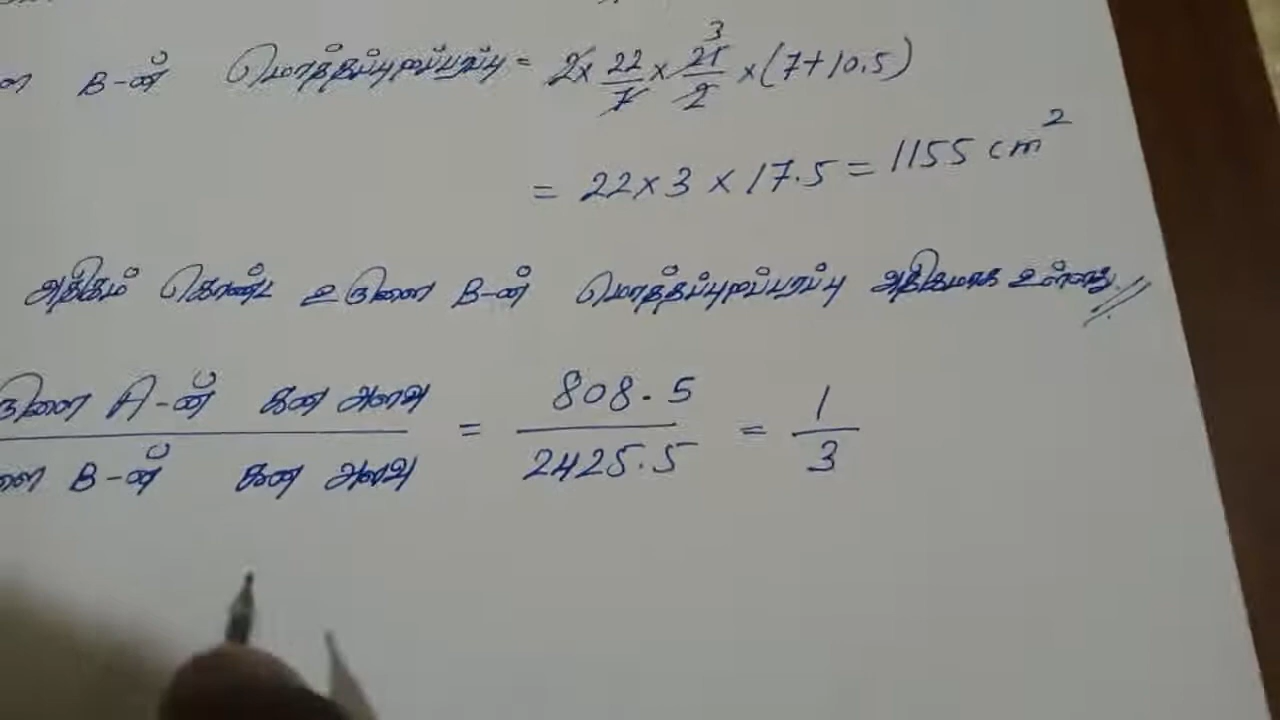 B-ன் மொத்தப்புறப்பரப்பு = 2 x 22/7 x 21/2 x (7+10.5) 3
= 22 x 3 x 17.5 = 1155 cm²
அதிகம் கொண்ட உருளை B-ன் மொத்தப்புறப்பரப்பு அதிகமாக உள்ளது.//
உருளை A-ன் கன அளவு / B-ன் கன அளவு = 808.5 / 2425.5 = 1/3